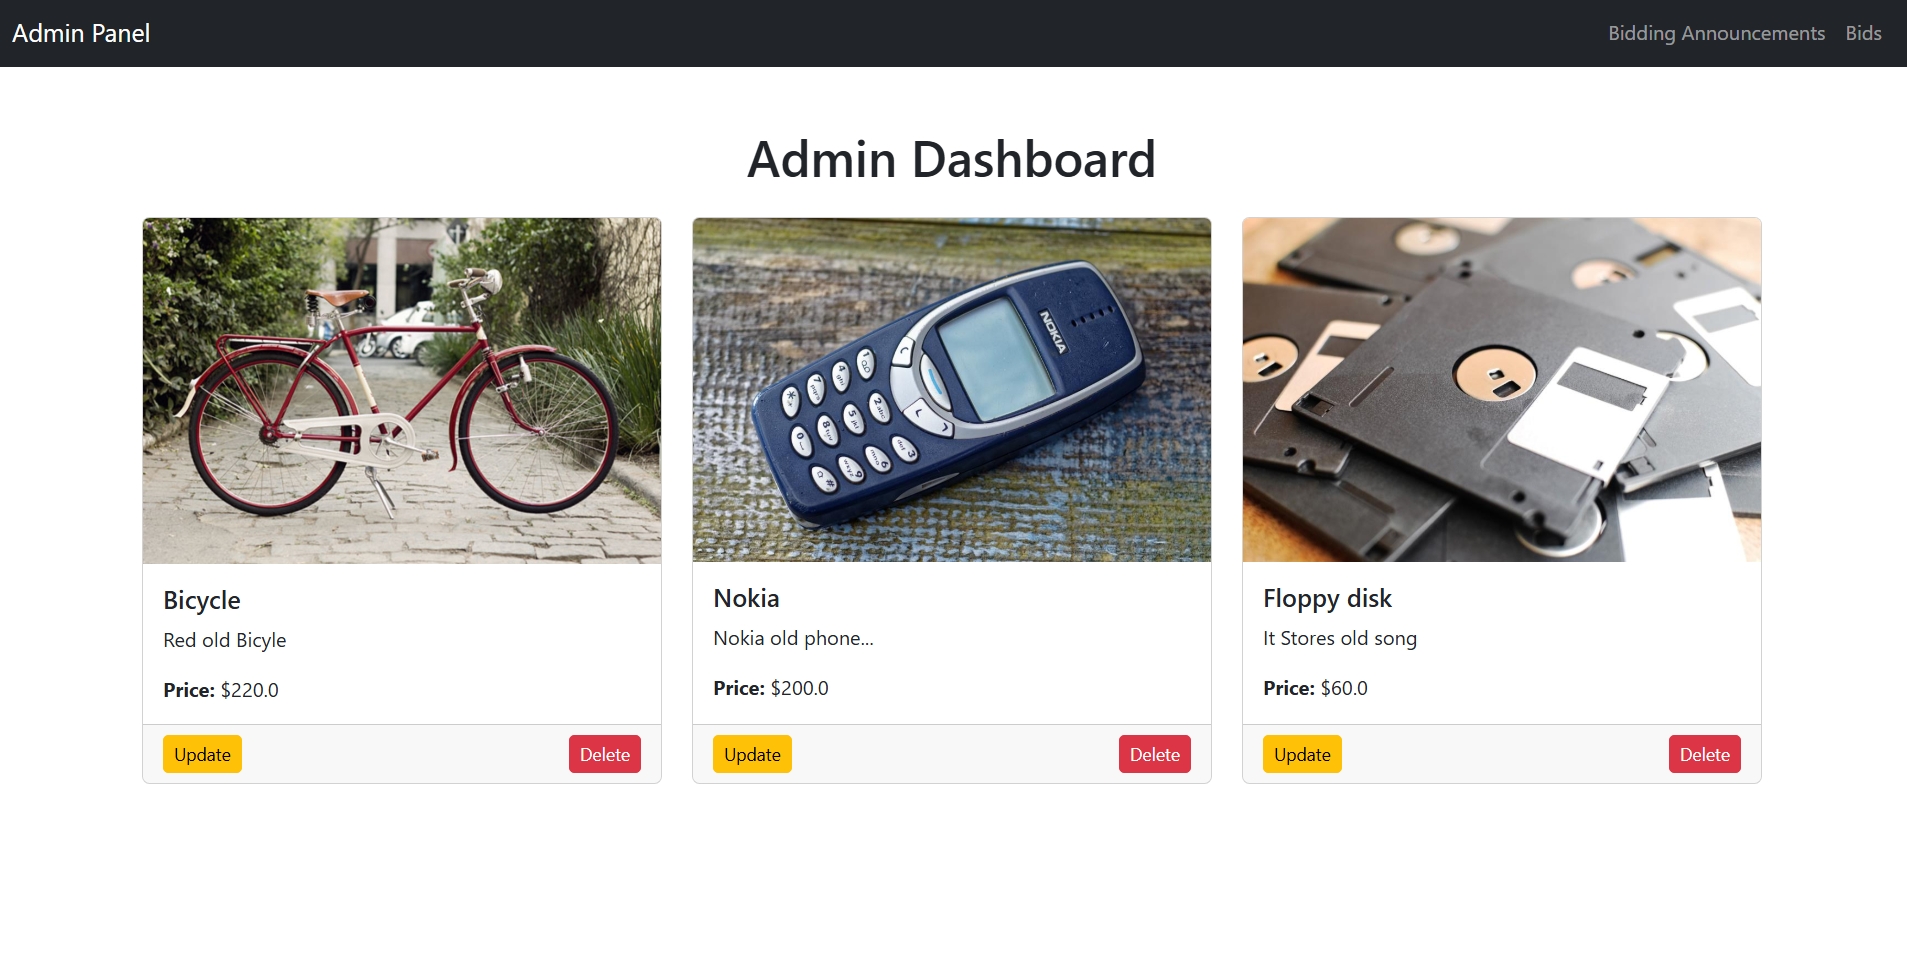 Admin Panel
Bidding Announcements Bids
Admin Dashboard
NOKIA
Bicycle
Red old Bicyle
Price: $220.0
Update
Delete
Nokia
Nokia old phone...
Price: $200.0
Update
Delete
Floppy disk
It Stores old song
Price: $60.0
Update
Delete